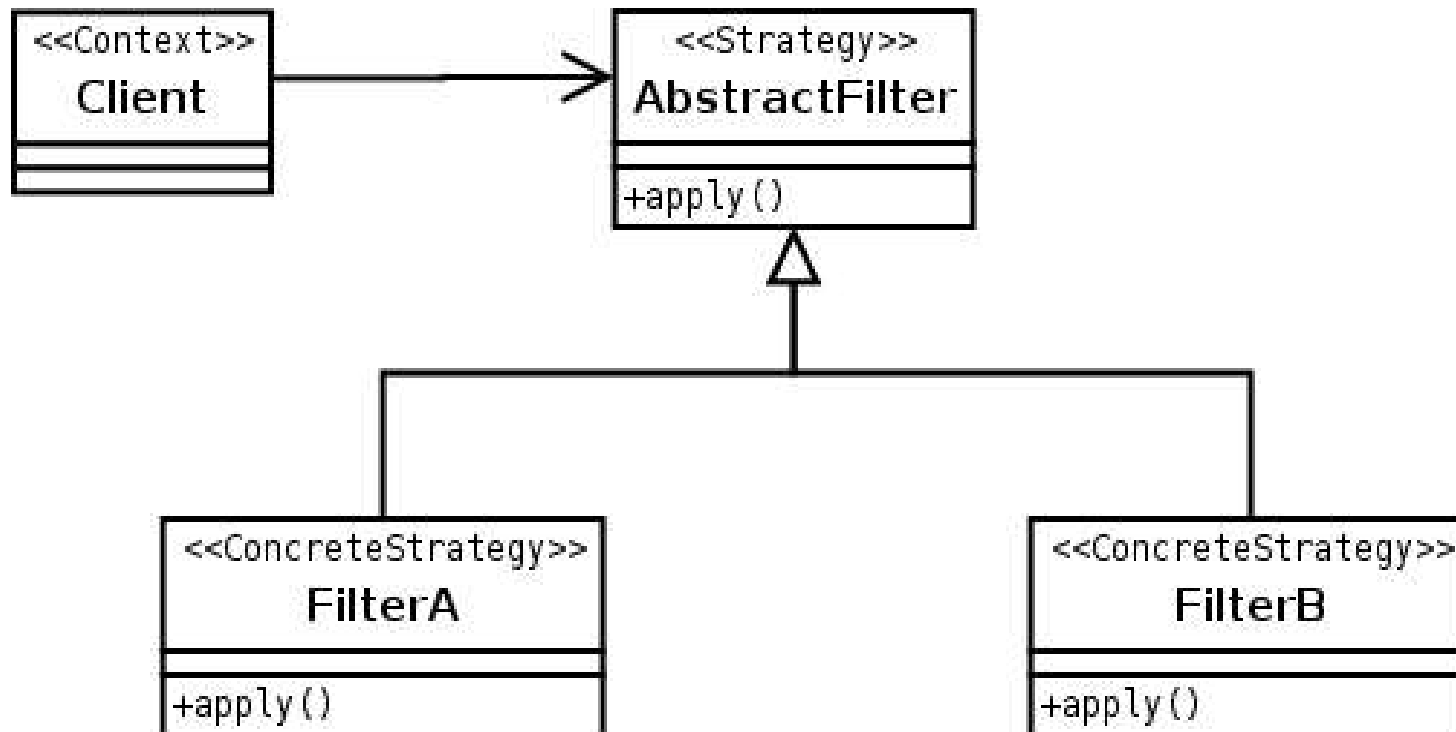 <<Context>>
Client
<<Strategy>>
AbstractFilter
+apply()
<<ConcreteStrategy>>
FilterA
+apply()
<<ConcreteStrategy>>
FilterB
+apply()